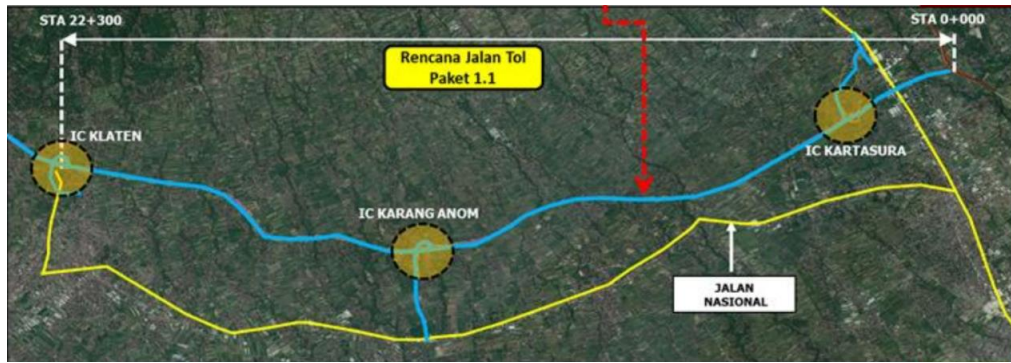 STA 22+300
STA 0+000
Rencana Jalan Tol
Paket 1.1
IC KLATEN
IC KARTASURA
IC KARANG ANOM
JALAN
NASIONAL